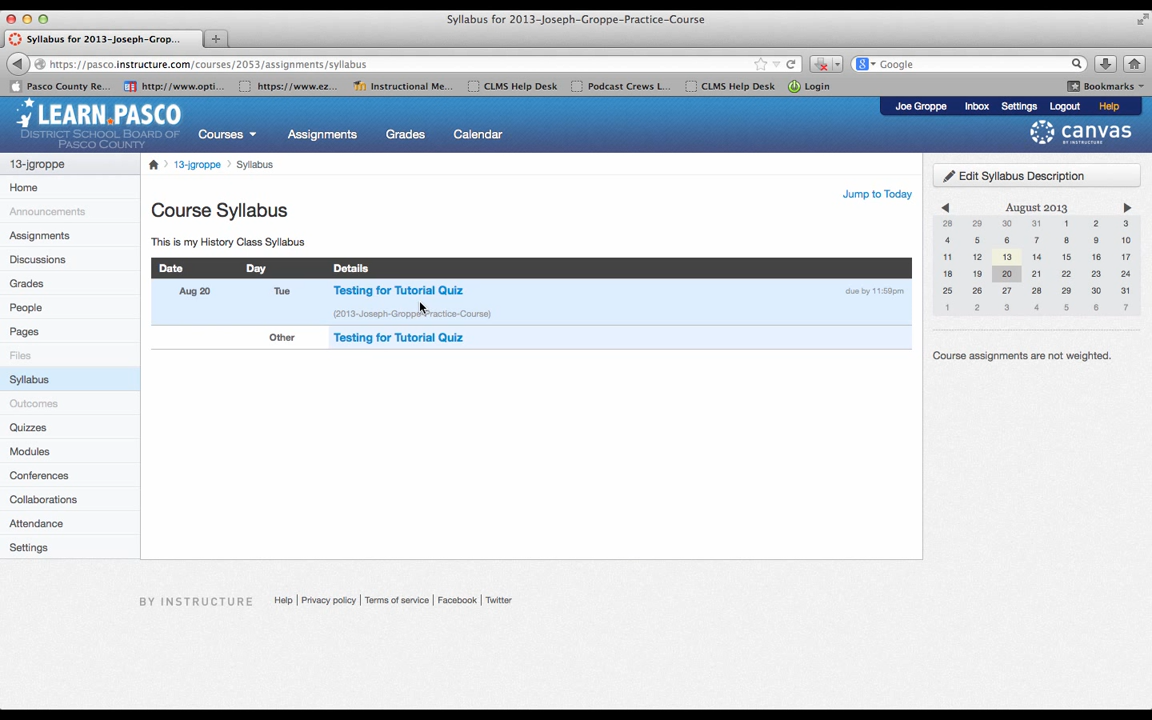 Syllabus for 2013-Joseph-Groppe-Practice-Course
Syllabus for 2013-Joseph-Grop...
https://pasco.instructure.com/courses/2053/assignments/syllabus
Google
Pasco County Re...
http://www.opti...
https://www.ez...
Instructional Me...
CLMS Help Desk
Podcast Crews L...
CLMS Help Desk
Login
Bookmarks
LEARN.PASCO
DISTRICT SCHOOL BOARD OF
PASCO COUNTY
Courses
Assignments
Grades
Calendar
Joe Groppe
Inbox
Settings
Logout
Help
canvas
BY INSTRUCTURE
13-jgroppe
Home
Announcements
Assignments
Discussions
Grades
People
Pages
Files
Syllabus
Outcomes
Quizzes
Modules
Conferences
Collaborations
Attendance
Settings
13-jgroppe
Syllabus
Jump to Today
Course Syllabus
This is my History Class Syllabus
Date Day Details
Aug 20 Tue Testing for Tutorial Quiz due by 11:59pm
(2013-Joseph-Groppe-Practice-Course)
Other Testing for Tutorial Quiz
Edit Syllabus Description
August 2013
28 29 30 31 1 2 3
4 5 6 7 8 9 10
11 12 13 14 15 16 17
18 19 20 21 22 23 24
25 26 27 28 29 30 31
1 2 3 4 5 6 7
Course assignments are not weighted.
BY INSTRUCTURE
Help | Privacy policy | Terms of service | Facebook | Twitter